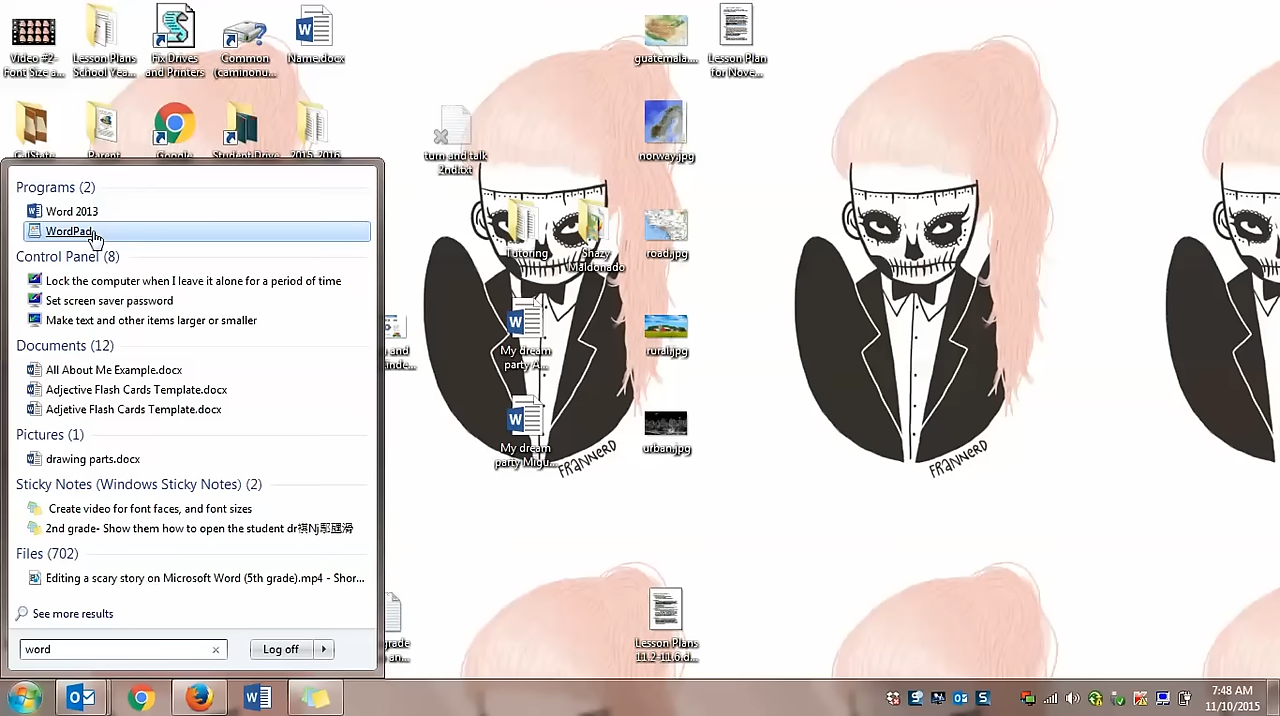 Video #2-
Font Size a...
Lesson Plans
School Yea...
Fix Drives
and Printers
Common
(caminonu...
Name.docx
guatemala....
Lesson Plan
for Nove...
Parent
Google
Student Drive
2015-2016
turn and talk
2nd.txt
norway.jpg
Programs (2)
Word 2013
WordPad
Control Panel (8)
Lock the computer when I leave it alone for a period of time
Set screen saver password
Make text and other items larger or smaller
Documents (12)
All About Me Example.docx
Adjective Flash Cards Template.docx
Adjetive Flash Cards Template.docx
Pictures (1)
drawing parts.docx
Sticky Notes (Windows Sticky Notes) (2)
Create video for font faces, and font sizes
2nd grade- Show them how to open the student dr
Files (702)
Editing a scary story on Microsoft Word (5th grade).mp4 - Shor...
See more results
word
Log off
Tutoring
Shazy
Maldonado
road.jpg
My dream
party A...
rural.jpg
My dream
party Migu...
urban.jpg
FRANNERD
FRANNERD
Lesson Plans
11.2-11.6.d...
7:48 AM
11/10/2015